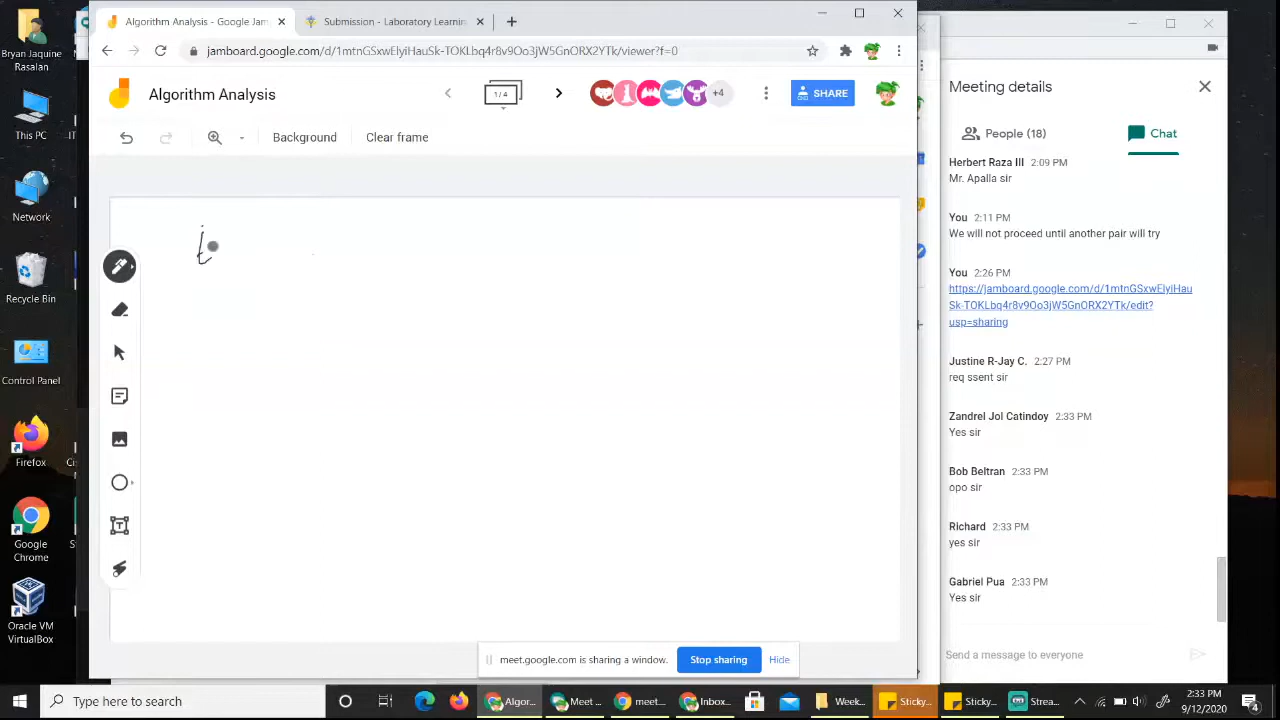 Algorithm Analysis - Google Jam
Submission - Laboratory Learni
jamboard.google.com/d/1mtnGSxwEIyiHauSk-TOKLbq4r8v9Oo3jW5GnORX2YTk/viewer?f=0
Algorithm Analysis
1/4
+4
SHARE
Background
Clear frame
i
Bryan Jaquine
Rasalan
This PC
Network
Recycle Bin
Control Panel
Firefox
Google
Chrome
Oracle VM
VirtualBox
Meeting details
People (18)
Chat
Herbert Raza III 2:09 PM
Mr. Apalla sir
You 2:11 PM
We will not proceed until another pair will try
You 2:26 PM
https://jamboard.google.com/d/1mtnGSxwEjyiHau
Sk-TOKLbq4r8v9Oo3jW5GnORX2YTk/edit?
usp=sharing
Justine R-Jay C. 2:27 PM
req ssent sir
Zandrel Jol Catindoy 2:33 PM
Yes sir
Bob Beltran 2:33 PM
opo sir
Richard 2:33 PM
yes sir
Gabriel Pua 2:33 PM
Yes sir
Send a message to everyone
eet.google.com is sharing a window.
Stop sharing
Hide
Type here to search
Meet...
Inbox...
Sticky...
Sticky...
Strea...
2:33 PM
9/12/2020
4